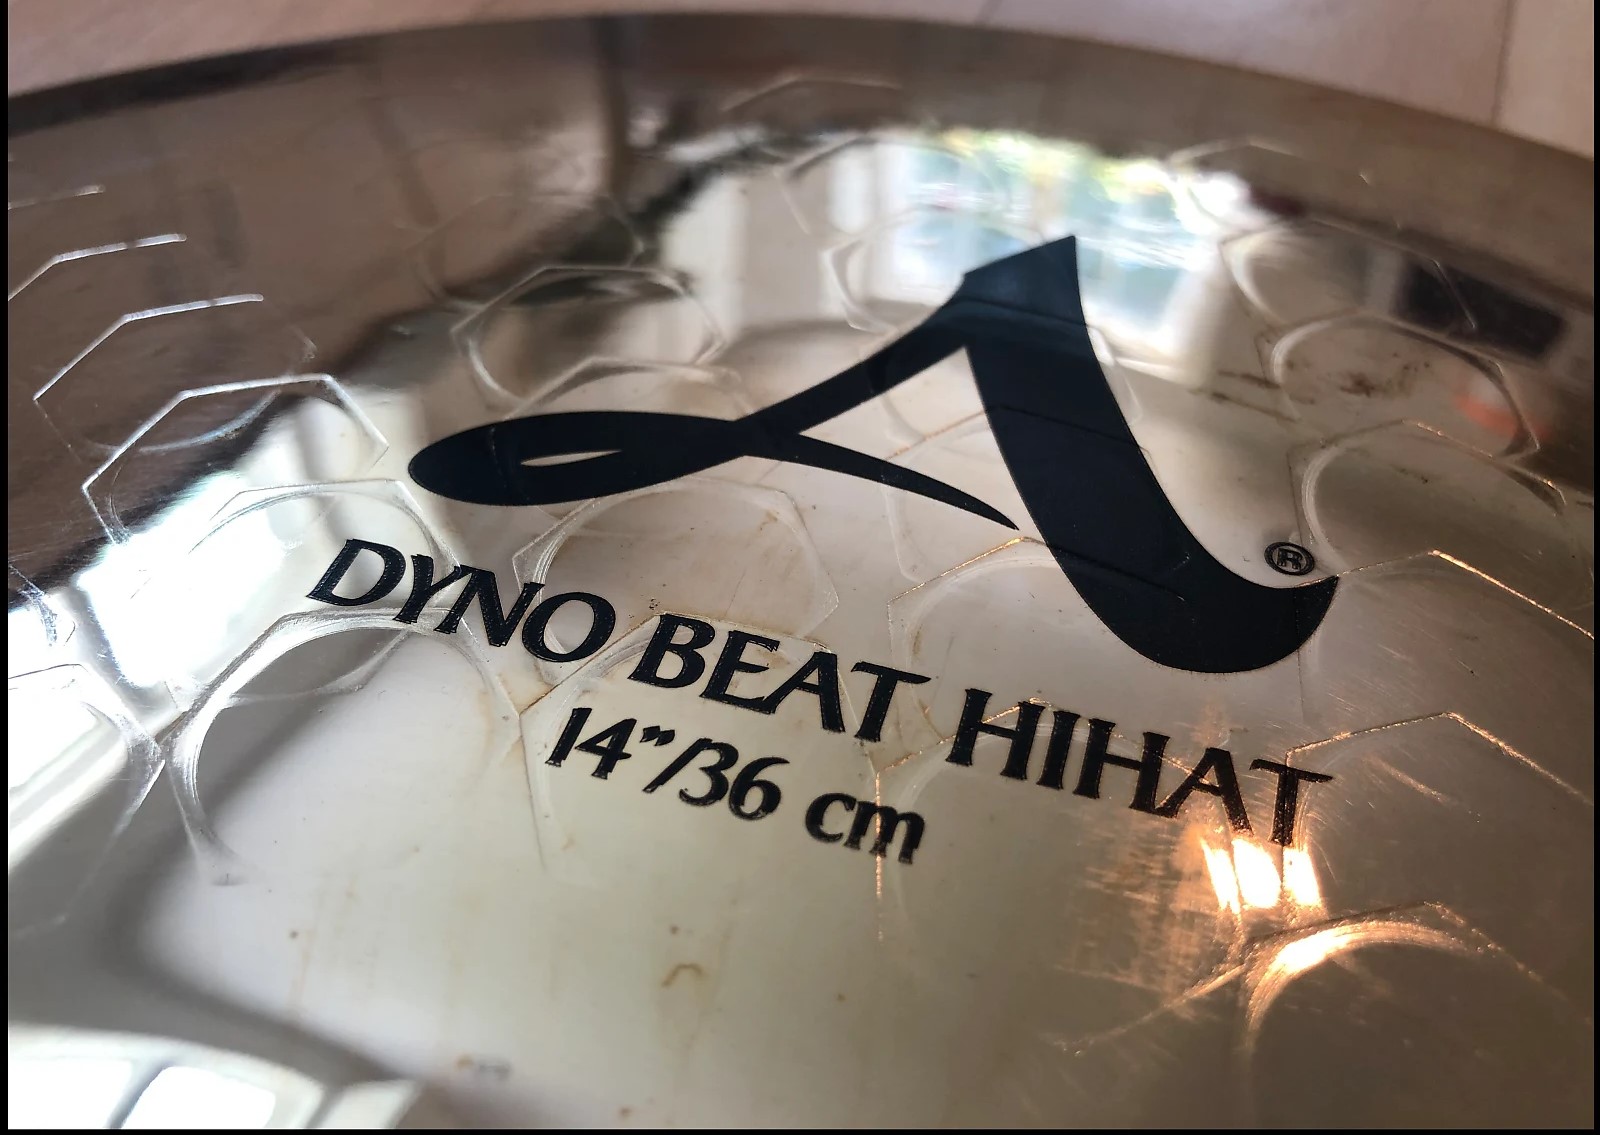 A®
DYNO BEAT HIHAT
14”/36 cm